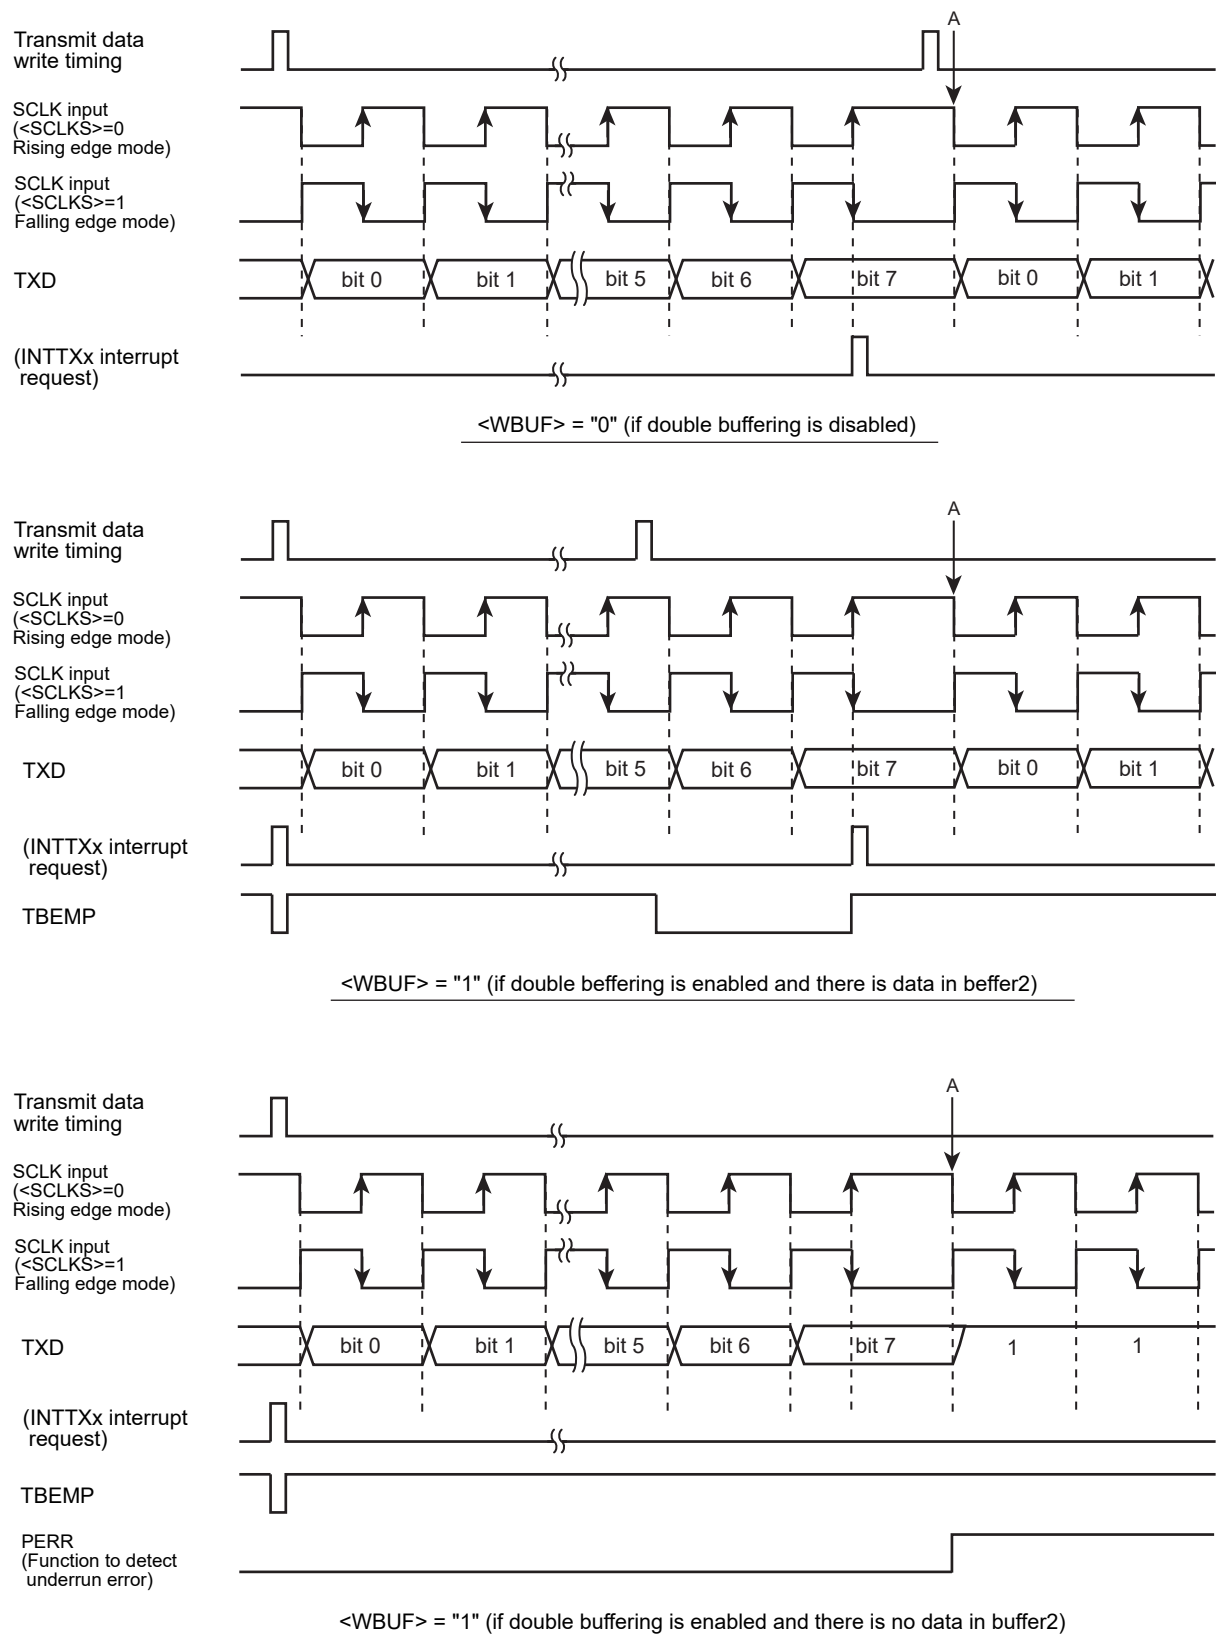 A
Transmit data
write timing
SCLK input
(<SCLKS>=0
Rising edge mode)
SCLK input
(<SCLKS>=1
Falling edge mode)
TXD
bit 0
bit 1
bit 5
bit 6
bit 7
bit 0
bit 1
(INTTXx interrupt
request)
<WBUF> = "0" (if double buffering is disabled)
A
Transmit data
write timing
SCLK input
(<SCLKS>=0
Rising edge mode)
SCLK input
(<SCLKS>=1
Falling edge mode)
TXD
bit 0
bit 1
bit 5
bit 6
bit 7
bit 0
bit 1
(INTTXx interrupt
request)
TBEMP
<WBUF> = "1" (if double beffering is enabled and there is data in beffer2)
A
Transmit data
write timing
SCLK input
(<SCLKS>=0
Rising edge mode)
SCLK input
(<SCLKS>=1
Falling edge mode)
TXD
bit 0
bit 1
bit 5
bit 6
bit 7
1
1
(INTTXx interrupt
request)
TBEMP
PERR
(Function to detect
underrun error)
<WBUF> = "1" (if double buffering is enabled and there is no data in buffer2)